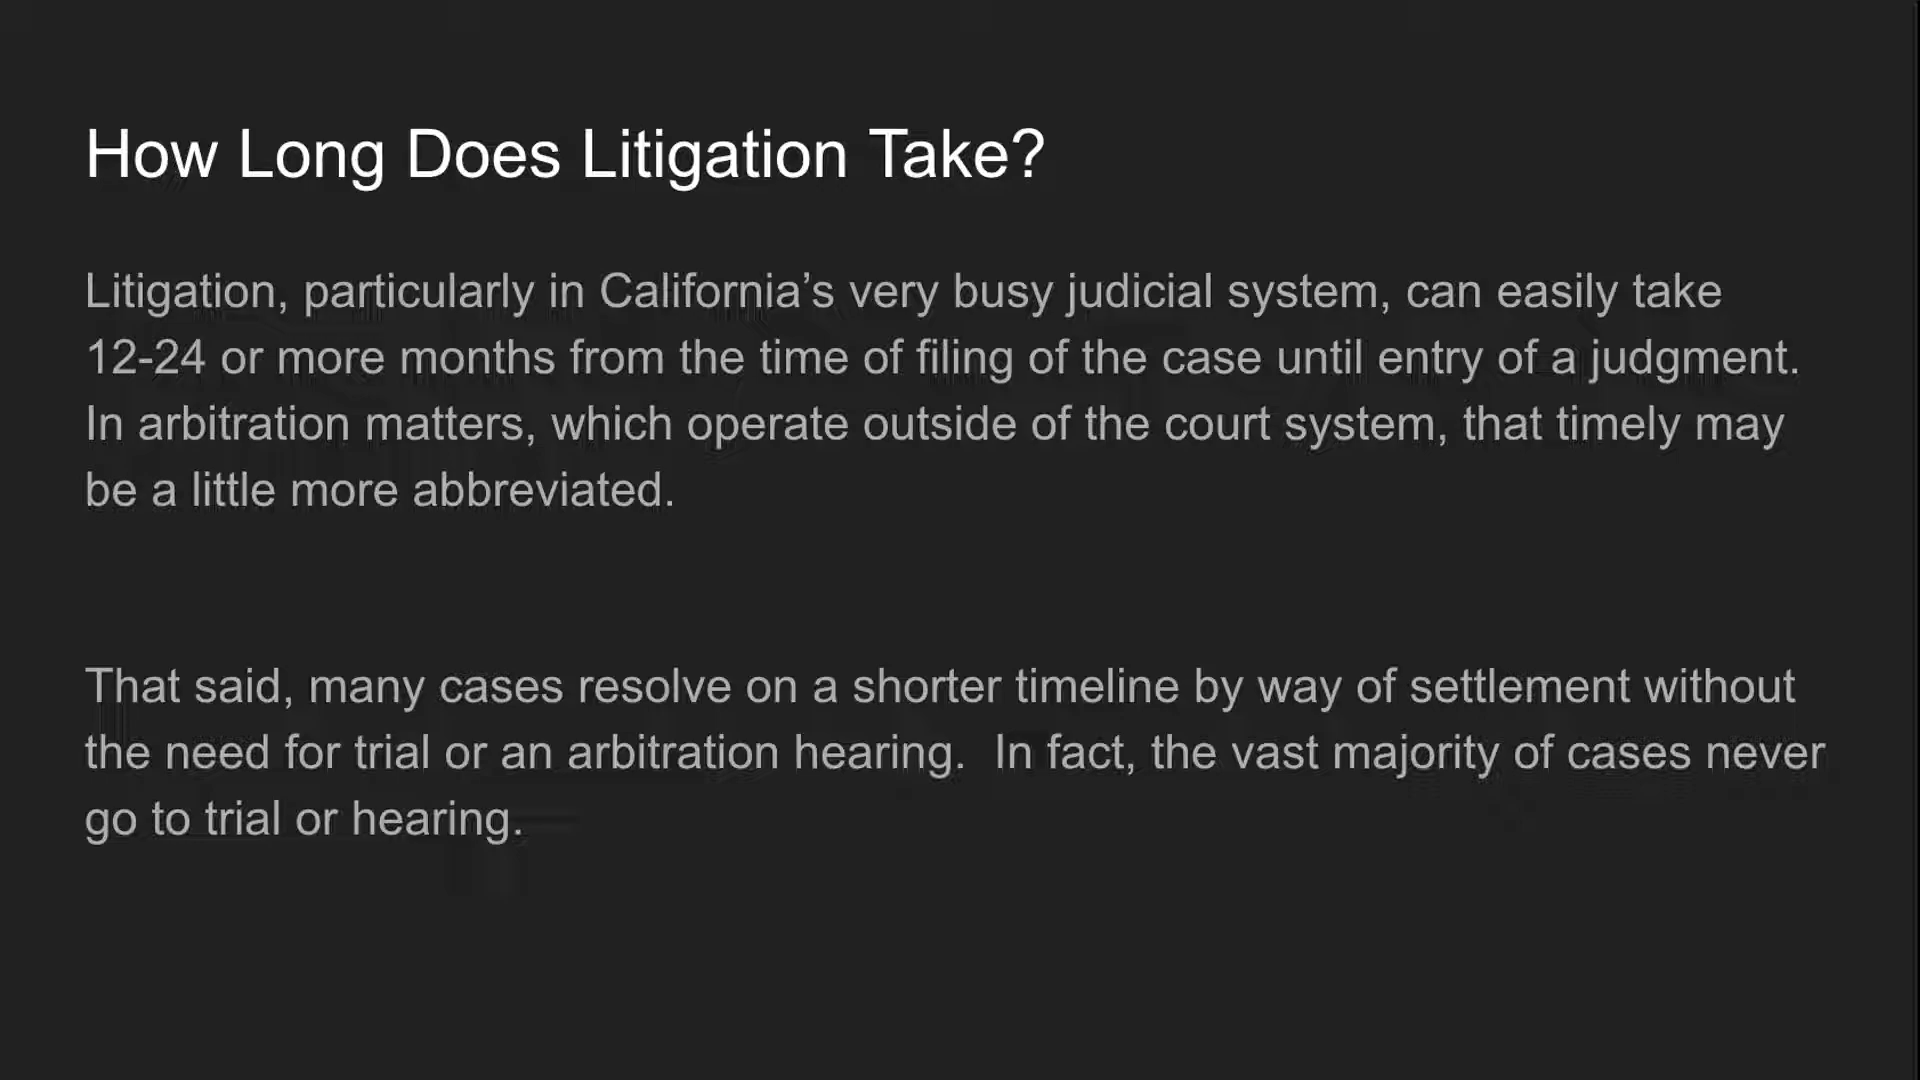 How Long Does Litigation Take?
Litigation, particularly in California’s very busy judicial system, can easily take
12-24 or more months from the time of filing of the case until entry of a judgment.
In arbitration matters, which operate outside of the court system, that timely may
be a little more abbreviated.
That said, many cases resolve on a shorter timeline by way of settlement without
the need for trial or an arbitration hearing.  In fact, the vast majority of cases never
go to trial or hearing.